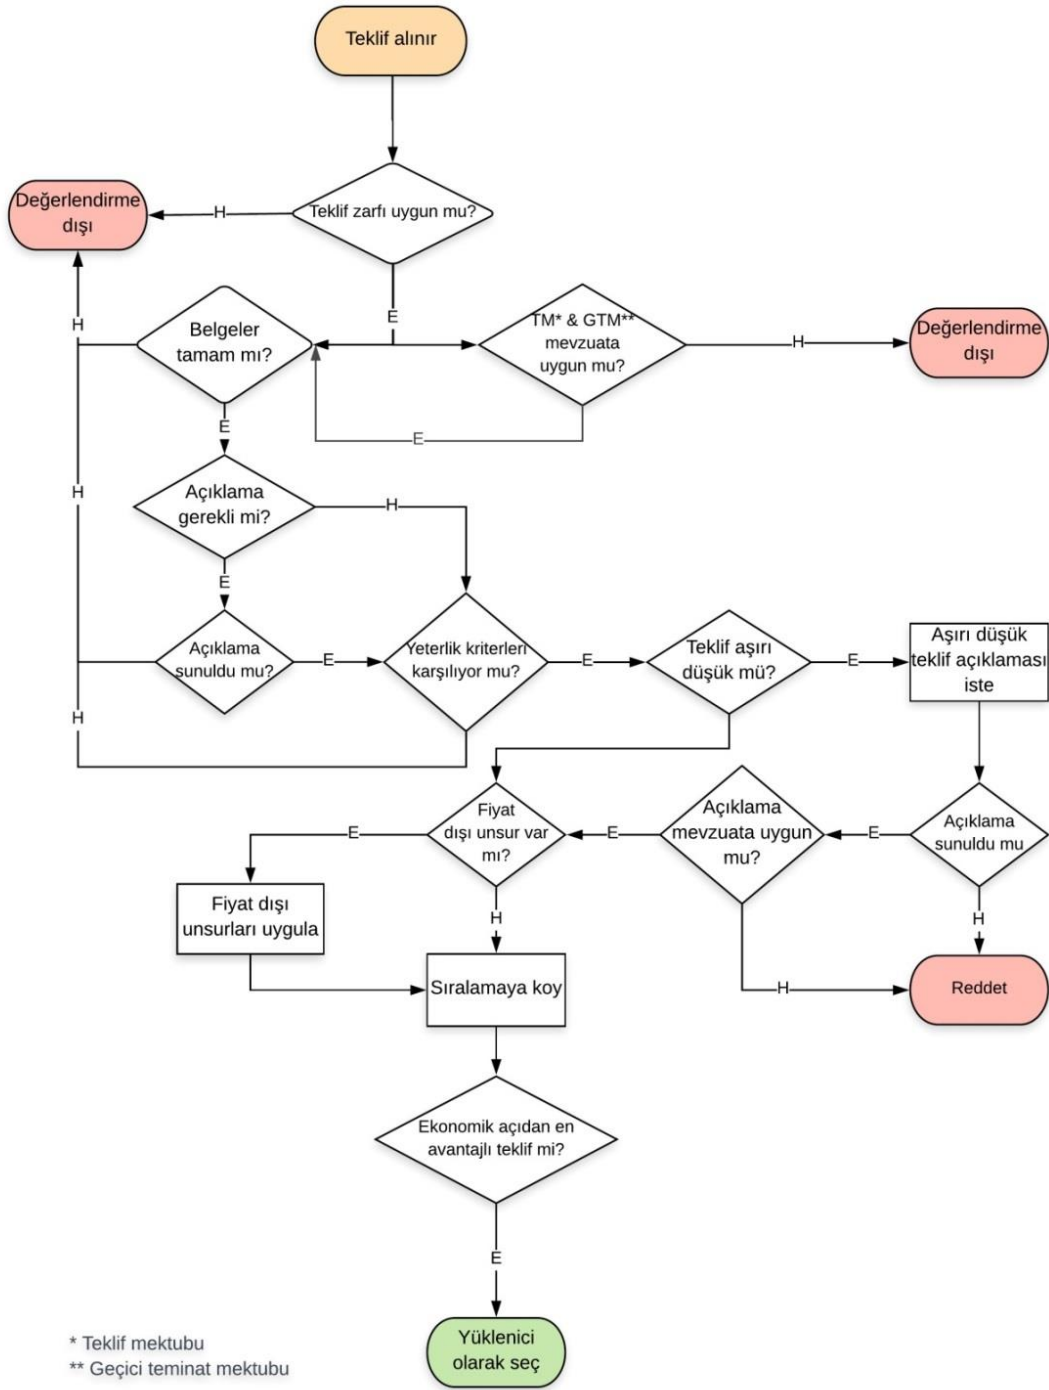 Teklif alınır
Teklif zarfı uygun mu?
H
Değerlendirme
dışı
E
H
Belgeler
tamam mı?
TM* & GTM**
mevzuata
uygun mu?
H
Değerlendirme
dışı
E
E
Açıklama
gerekli mi?
H
H
E
Açıklama
sunuldu mu?
E
Yeterlik kriterleri
karşılıyor mu?
E
Teklif aşırı
düşük mü?
E
Aşırı düşük
teklif açıklaması
iste
H
Fiyat
dışı unsur var
mı?
E
Açıklama
mevzuata uygun
mu?
E
Açıklama
sunuldu mu
E
Fiyat dışı
unsurları uygula
H
H
Sıralamaya koy
H
Reddet
Ekonomik açıdan en
avantajlı teklif mi?
E
Yüklenici
olarak seç
* Teklif mektubu
** Geçici teminat mektubu